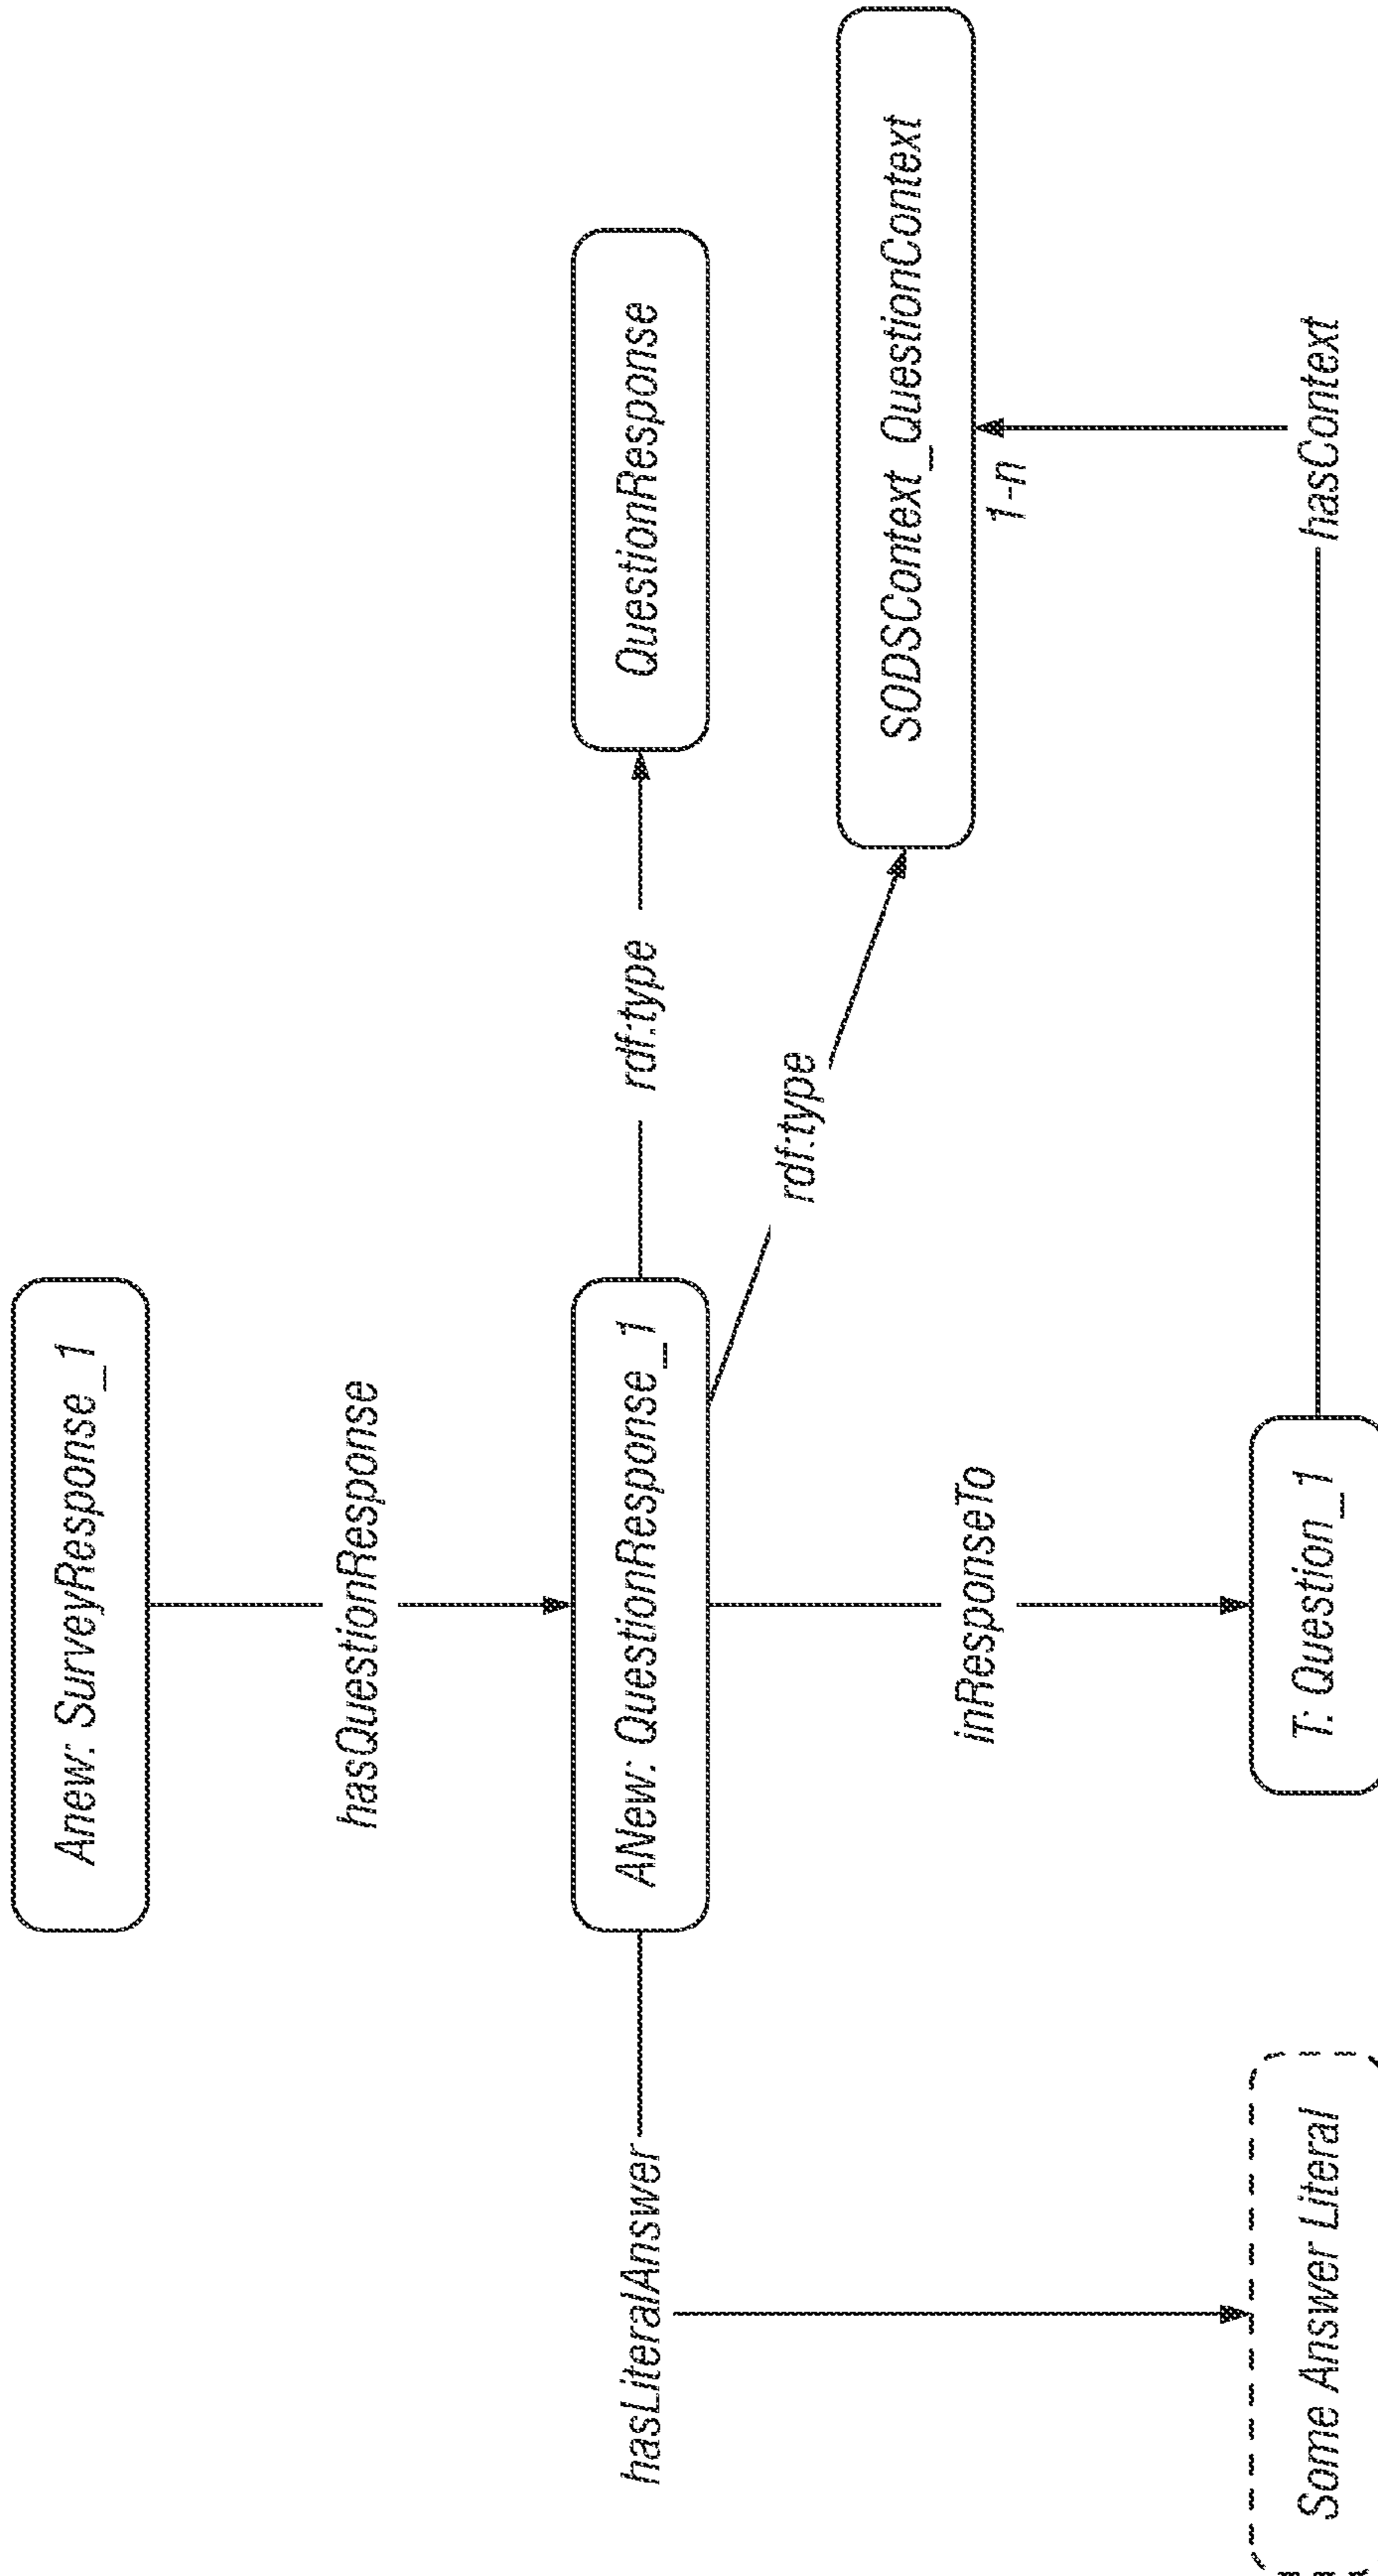 Anew: SurveyResponse_1
hasQuestionResponse
hasLiteralAnswer
ANew: QuestionResponse_1
rdf:type
QuestionResponse
rdf:type
SODSContext_QuestionContext
1-n
inResponseTo
Some Answer Literal
T: Question_1
hasContext